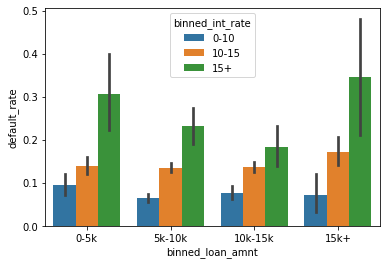 binned_int_rate
0-10
10-15
15+
default_rate
0.5
0.4
0.3
0.2
0.1
0.0
0-5k 5k-10k 10k-15k 15k+
binned_loan_amnt